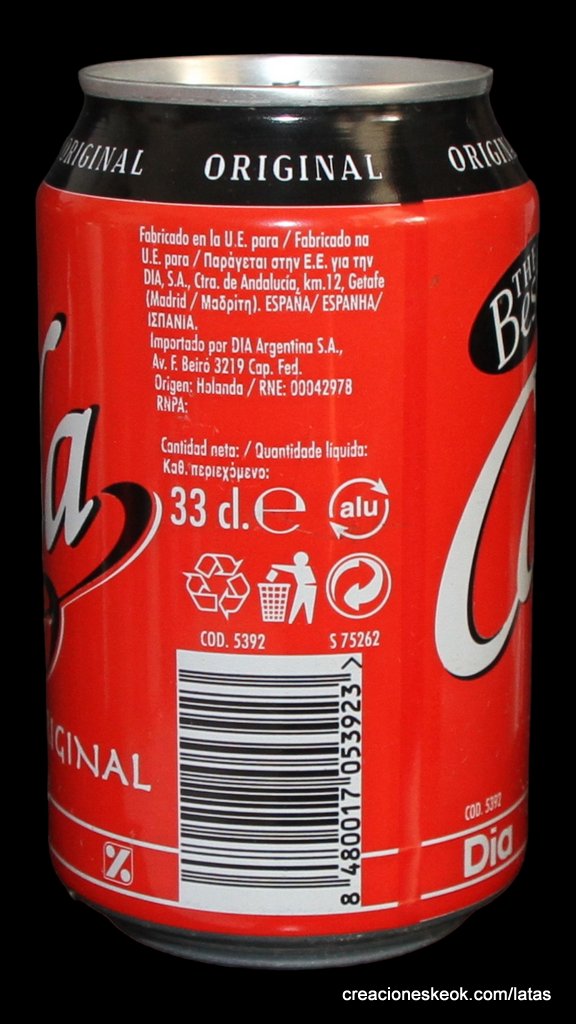 ORIGINAL ORIGINAL
Fabricado en la U.E. para / Fabricado na
U.E. para / Παράγεται στην Ε.Ε. για την
DIA, S.A., Ctra. de Andalucía, km.12, Getafe
(Madrid / Μαδρίτη). ESPAÑA/ ESPANHA/
ΙΣΠΑΝΙΑ.
Importado por DIA Argentina S.A.,
Av. F. Beiró 3219 Cap. Fed.
Origen: Holanda / RNE: 00042978
RNPA:
THE
Cantidad neta: / Quantidade líquida:
Καθ. περιεχόμενο:
33 cl. e alu
COD. 5392 S 75262
8 480017 053923 >
COD. 5392
Dia
creacioneskeok.com/latas